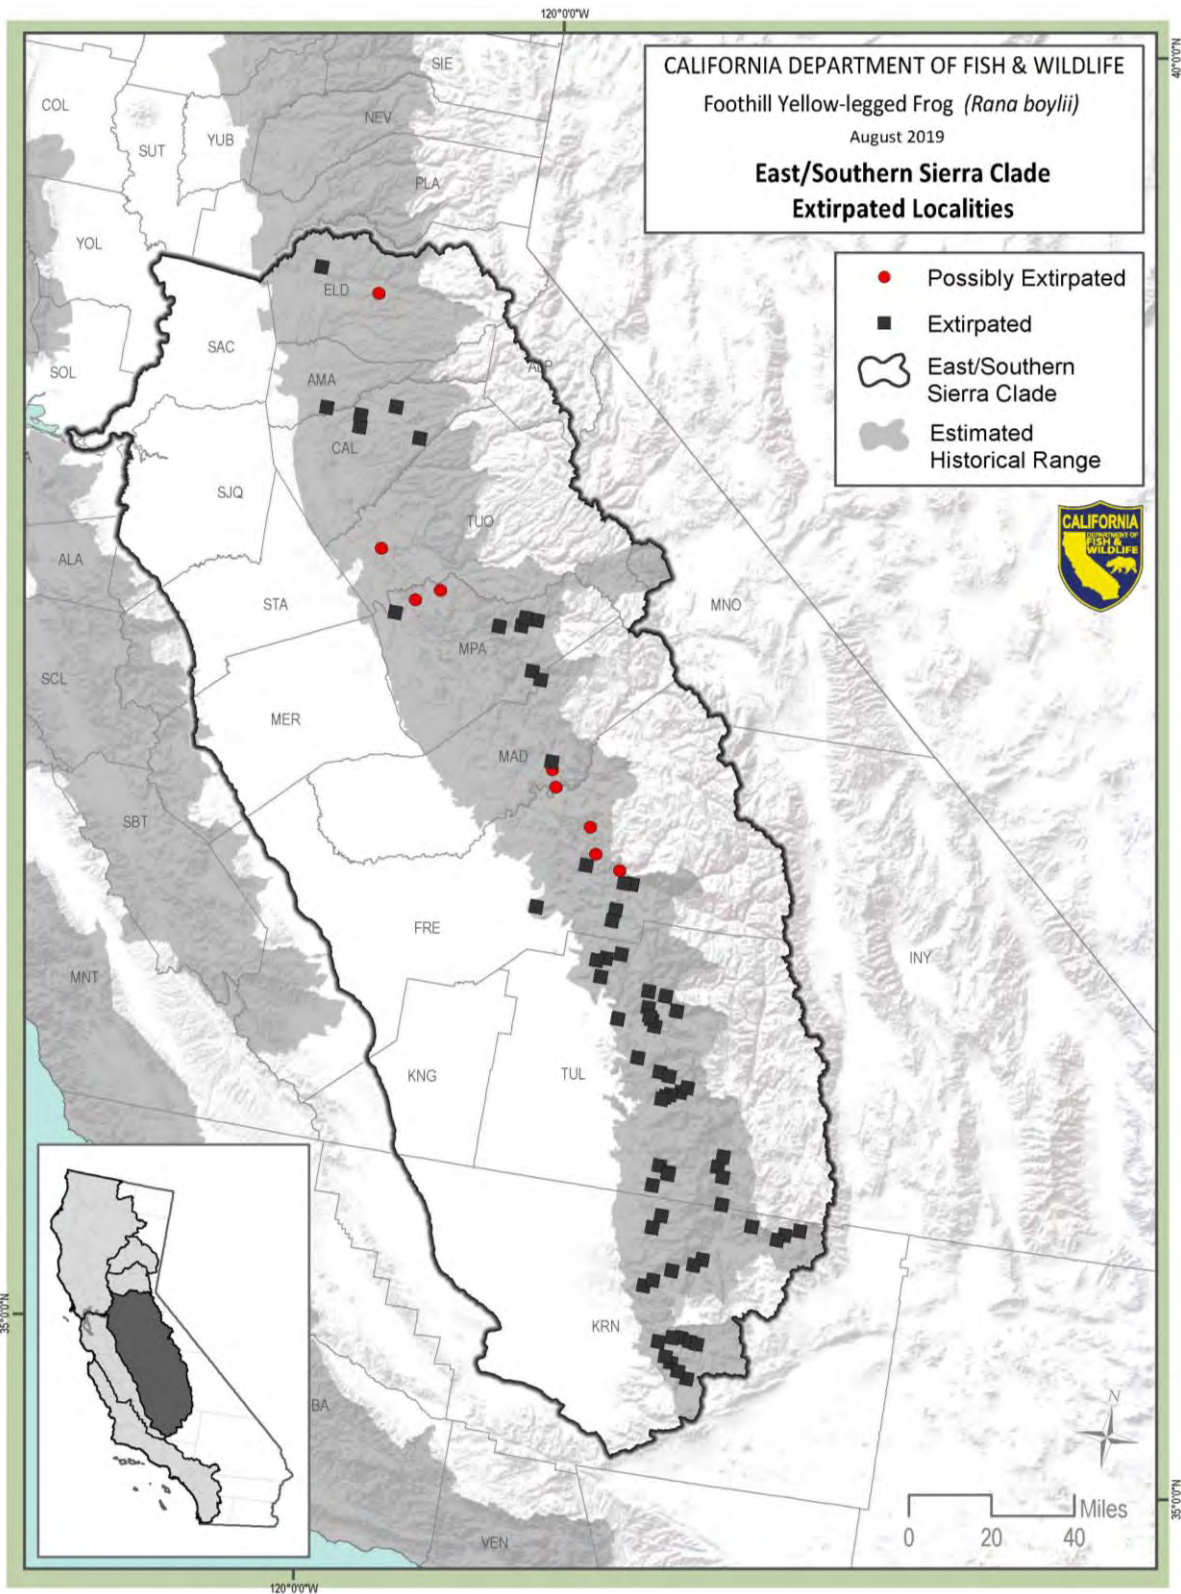 120°0'0"W
40°0'0"N
CALIFORNIA DEPARTMENT OF FISH & WILDLIFE
Foothill Yellow-legged Frog (Rana boylii)
August 2019
East/Southern Sierra Clade
Extirpated Localities
Possibly Extirpated
Extirpated
East/Southern
Sierra Clade
Estimated
Historical Range
CALIFORNIA
DEPARTMENT OF
FISH &
WILDLIFE
SIE
COL
NEV
YUB
SUT
PLA
YOL
ELD
SAC
ALP
SOL
AMA
CAL
A
SJQ
TUO
ALA
STA
MNO
MPA
SCL
MER
MAD
SBT
FRE
INY
MNT
KNG
TUL
KRN
BA
VEN
N
Miles
0 20 40
35°0'0"N
35°0'0"N
120°0'0"W